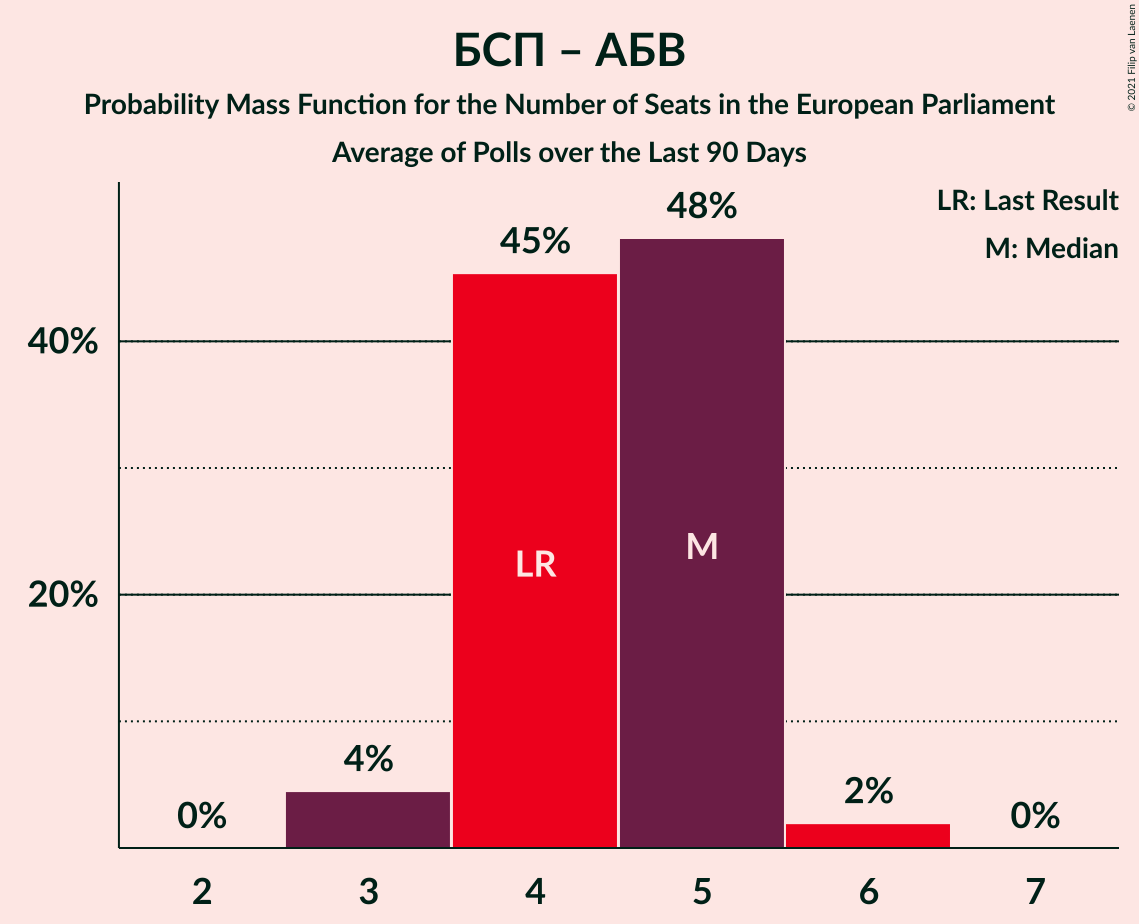 БСП – АБВ
Probability Mass Function for the Number of Seats in the European Parliament
Average of Polls over the Last 90 Days
© 2021 Filip van Laenen
LR: Last Result
M: Median
48%
45%
40%
M
LR
20%
4%
2%
0%
0%
2 3 4 5 6 7